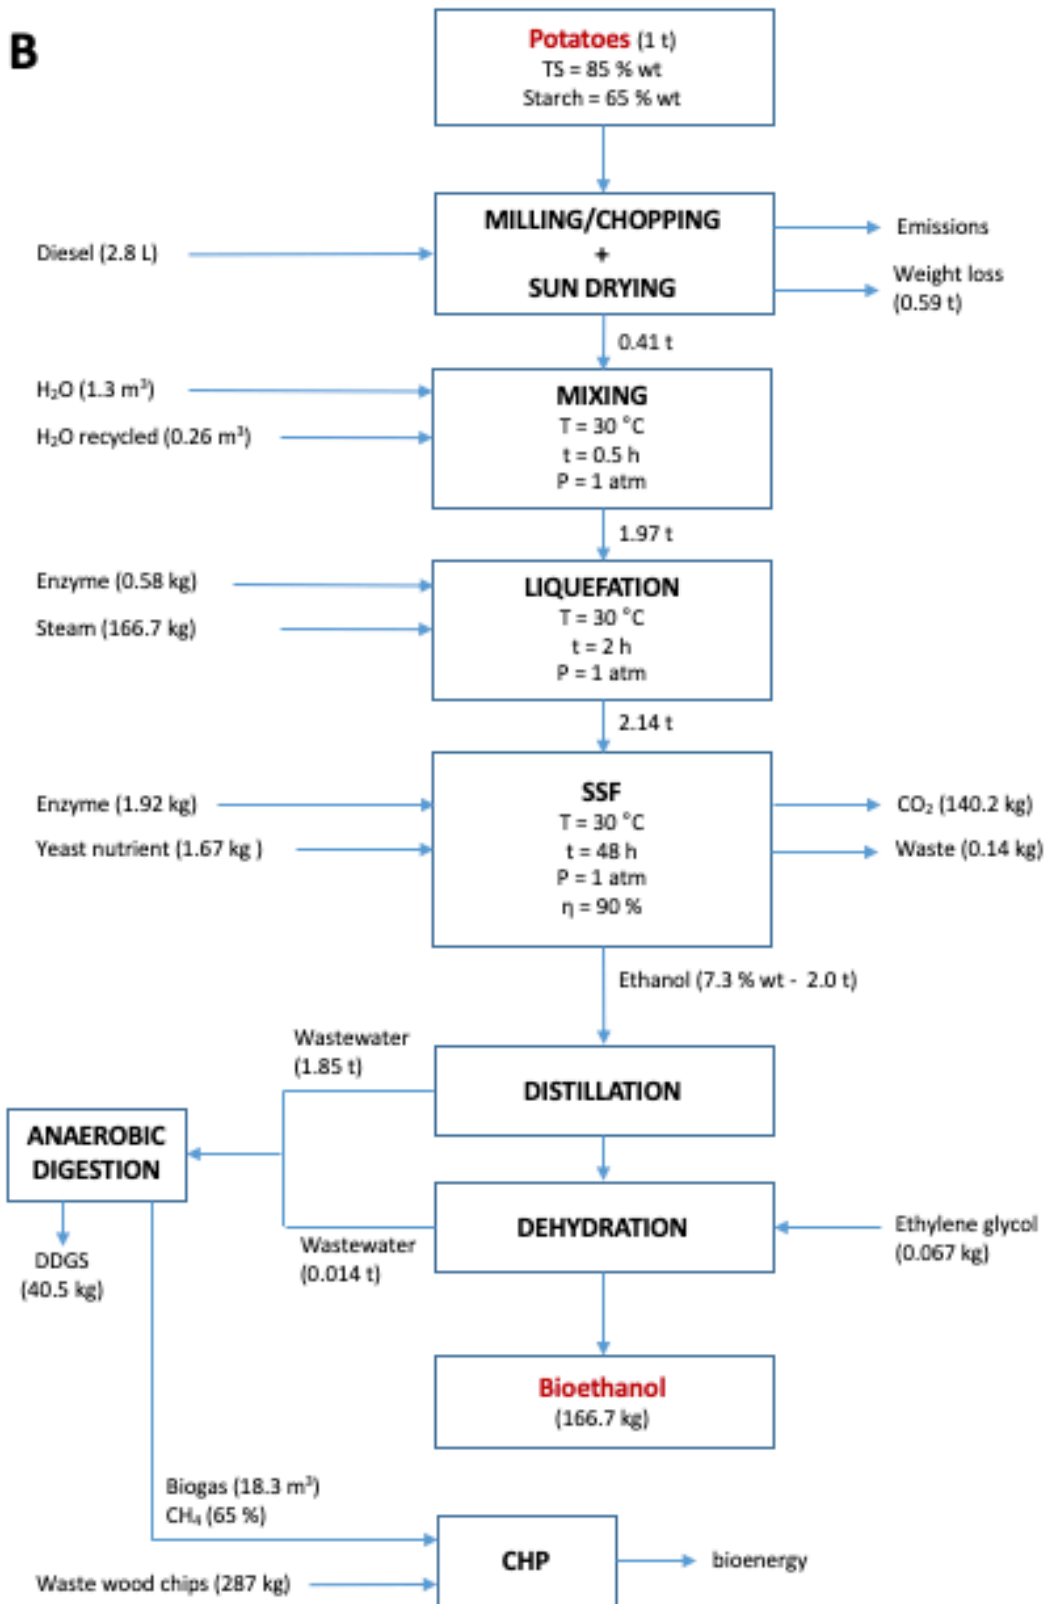 B
Potatoes (1 t)
TS = 85 % wt
Starch = 65 % wt
MILLING/CHOPPING
+
SUN DRYING
Diesel (2.8 L)
Emissions
Weight loss
(0.59 t)
0.41 t
H₂O (1.3 m³)
H₂O recycled (0.26 m³)
MIXING
T = 30 °C
t = 0.5 h
P = 1 atm
1.97 t
Enzyme (0.58 kg)
Steam (166.7 kg)
LIQUEFATION
T = 30 °C
t = 2 h
P = 1 atm
2.14 t
Enzyme (1.92 kg)
Yeast nutrient (1.67 kg )
SSF
T = 30 °C
t = 48 h
P = 1 atm
η = 90 %
CO₂ (140.2 kg)
Waste (0.14 kg)
Ethanol (7.3 % wt - 2.0 t)
Wastewater
(1.85 t)
DISTILLATION
ANAEROBIC
DIGESTION
DEHYDRATION
Ethylene glycol
(0.067 kg)
Wastewater
(0.014 t)
DDGS
(40.5 kg)
Bioethanol
(166.7 kg)
Biogas (18.3 m³)
CH₄ (65 %)
CHP
bioenergy
Waste wood chips (287 kg)